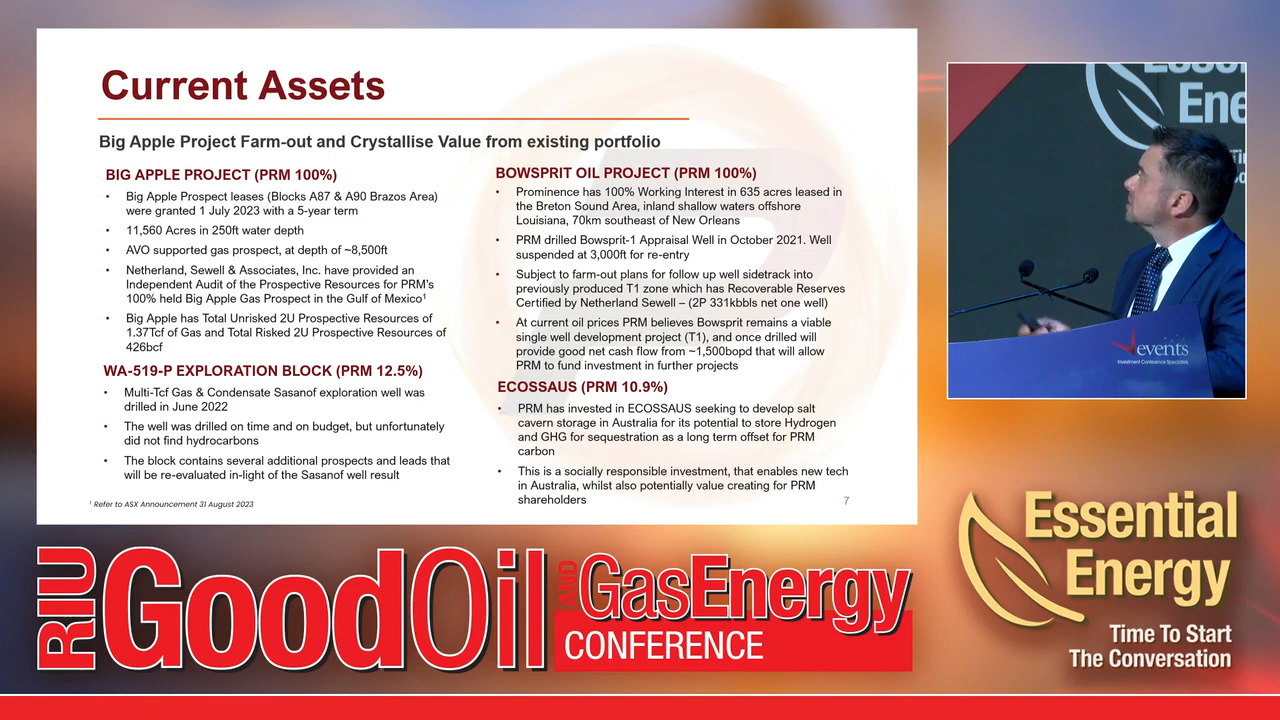 Current Assets
Big Apple Project Farm-out and Crystallise Value from existing portfolio
BIG APPLE PROJECT (PRM 100%)
• Big Apple Prospect leases (Blocks A87 & A90 Brazos Area)
were granted 1 July 2023 with a 5-year term
• 11,560 Acres in 250ft water depth
• AVO supported gas prospect, at depth of ~8,500ft
• Netherland, Sewell & Associates, Inc. have provided an
Independent Audit of the Prospective Resources for PRM's
100% held Big Apple Gas Prospect in the Gulf of Mexico¹
• Big Apple has Total Unrisked 2U Prospective Resources of
1.37Tcf of Gas and Total Risked 2U Prospective Resources of
426bcf
WA-519-P EXPLORATION BLOCK (PRM 12.5%)
• Multi-Tcf Gas & Condensate Sasanof exploration well was
drilled in June 2022
• The well was drilled on time and on budget, but unfortunately
did not find hydrocarbons
• The block contains several additional prospects and leads that
will be re-evaluated in-light of the Sasanof well result
¹ Refer to ASX Announcement 31 August 2023
BOWSPRIT OIL PROJECT (PRM 100%)
• Prominence has 100% Working Interest in 635 acres leased in
the Breton Sound Area, inland shallow waters offshore
Louisiana, 70km southeast of New Orleans
• PRM drilled Bowsprit-1 Appraisal Well in October 2021. Well
suspended at 3,000ft for re-entry
• Subject to farm-out plans for follow up well sidetrack into
previously produced T1 zone which has Recoverable Reserves
Certified by Netherland Sewell – (2P 331kbbls net one well)
• At current oil prices PRM believes Bowsprit remains a viable
single well development project (T1), and once drilled will
provide good net cash flow from ~1,500bopd that will allow
PRM to fund investment in further projects
ECOSSAUS (PRM 10.9%)
• PRM has invested in ECOSSAUS seeking to develop salt
cavern storage in Australia for its potential to store Hydrogen
and GHG for sequestration as a long term offset for PRM
carbon
• This is a socially responsible investment, that enables new tech
in Australia, whilst also potentially value creating for PRM
shareholders
7
Ene
events
Investment Conference Specialists
RIU
GoodOil
AND
GasEnergy
CONFERENCE
Essential
Energy
Time To Start
The Conversation